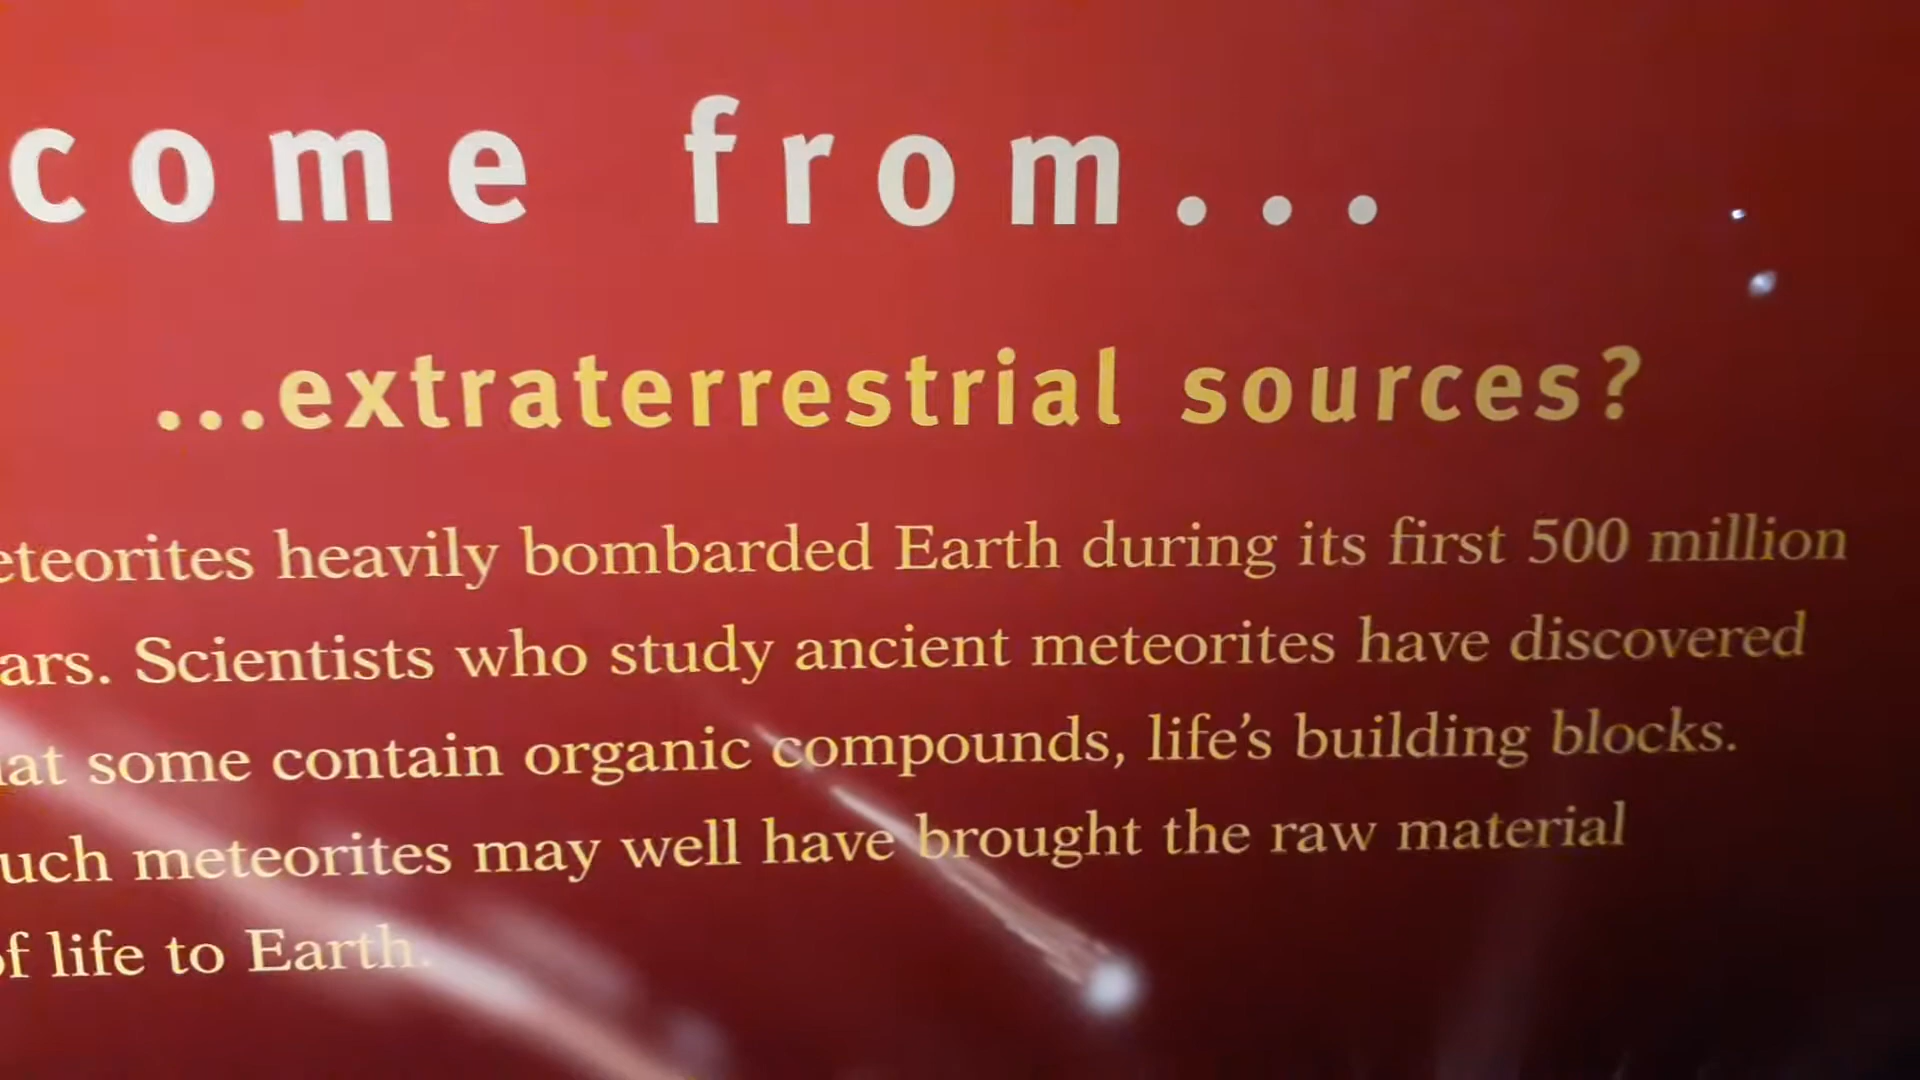 come from...
...extraterrestrial sources?
eteorites heavily bombarded Earth during its first 500 million
ars. Scientists who study ancient meteorites have discovered
at some contain organic compounds, life's building blocks.
uch meteorites may well have brought the raw material
of life to Earth.